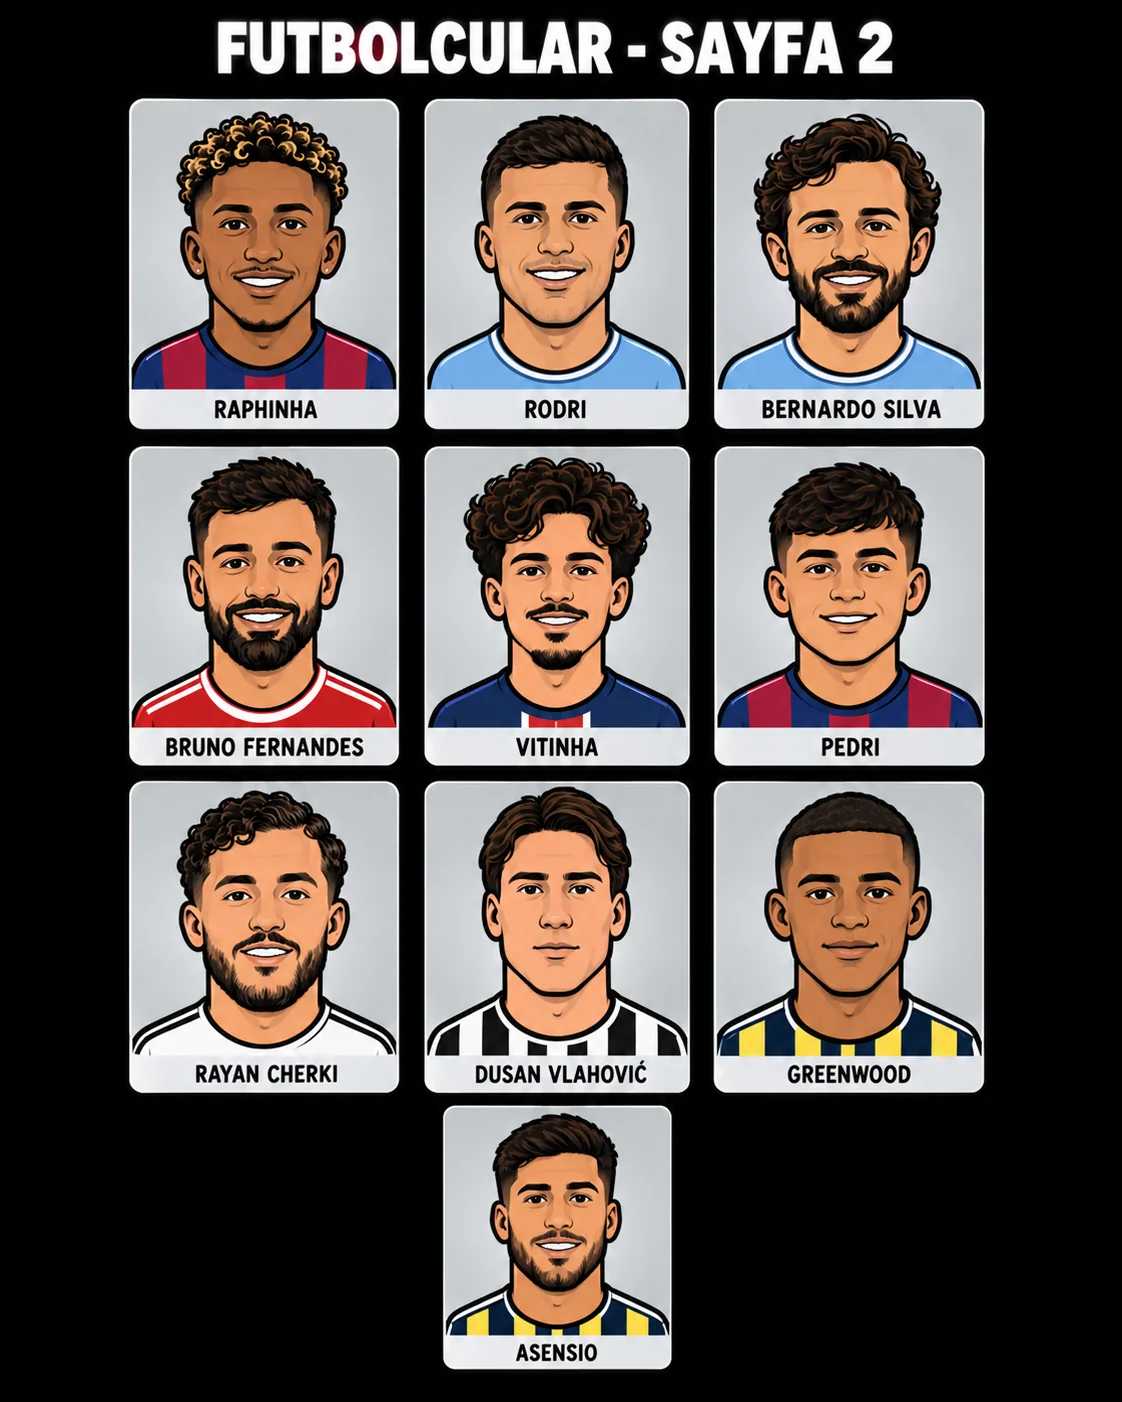 FUTBOLCULAR - SAYFA 2
RAPHINHA
RODRI
BERNARDO SILVA
BRUNO FERNANDES
VITINHA
PEDRI
RAYAN CHERKI
DUSAN VLAHOVIĆ
GREENWOOD
ASENSIO